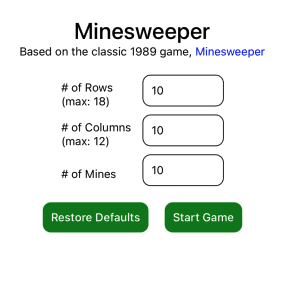 Minesweeper
Based on the classic 1989 game, Minesweeper
# of Rows
(max: 18)
10
# of Columns
(max: 12)
10
# of Mines
10
Restore Defaults
Start Game